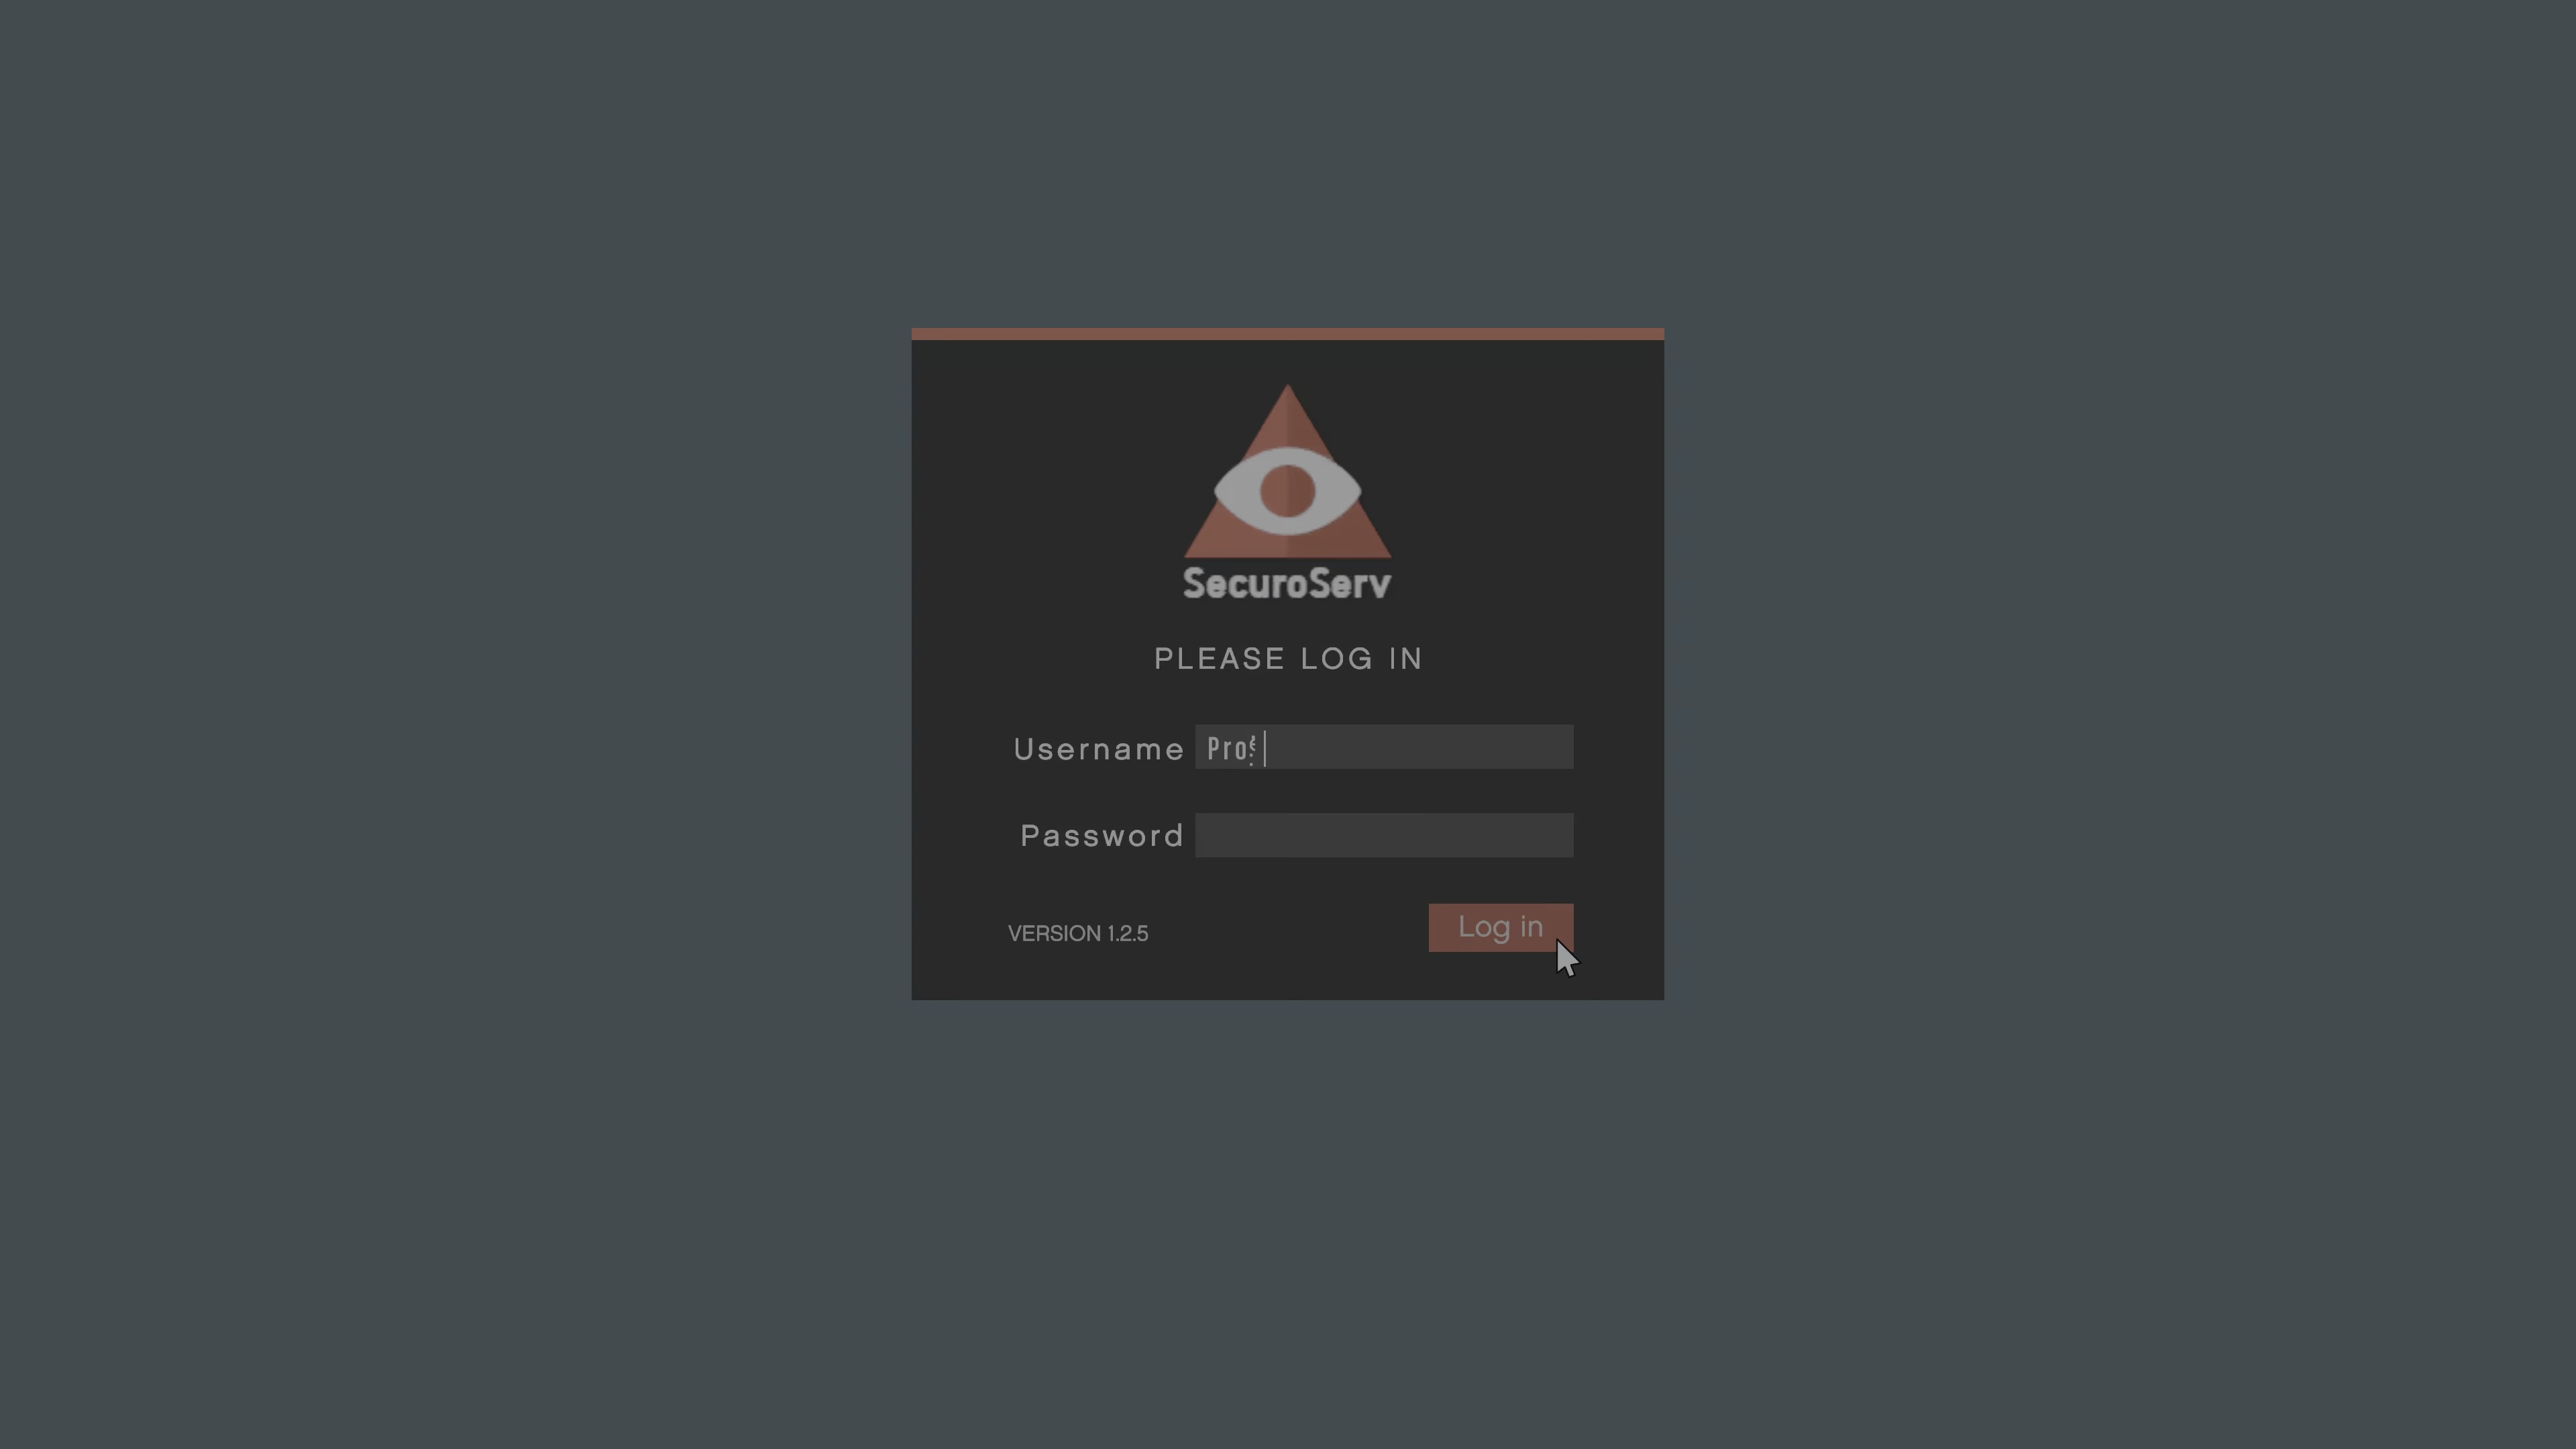 SecuroServ
PLEASE LOG IN
Username
Password
VERSION 1.2.5
Log in